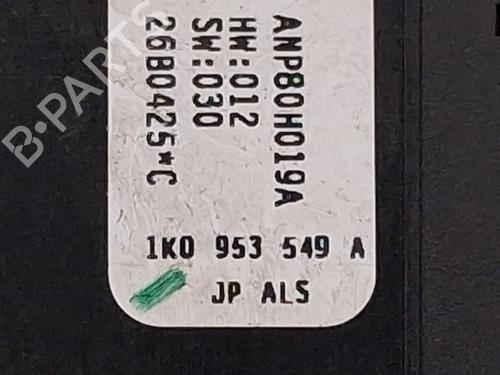 ANP80H019A
HW:012
SW:030
26B0425*C
1K0 953 549 A
JP ALS
B-PARTS